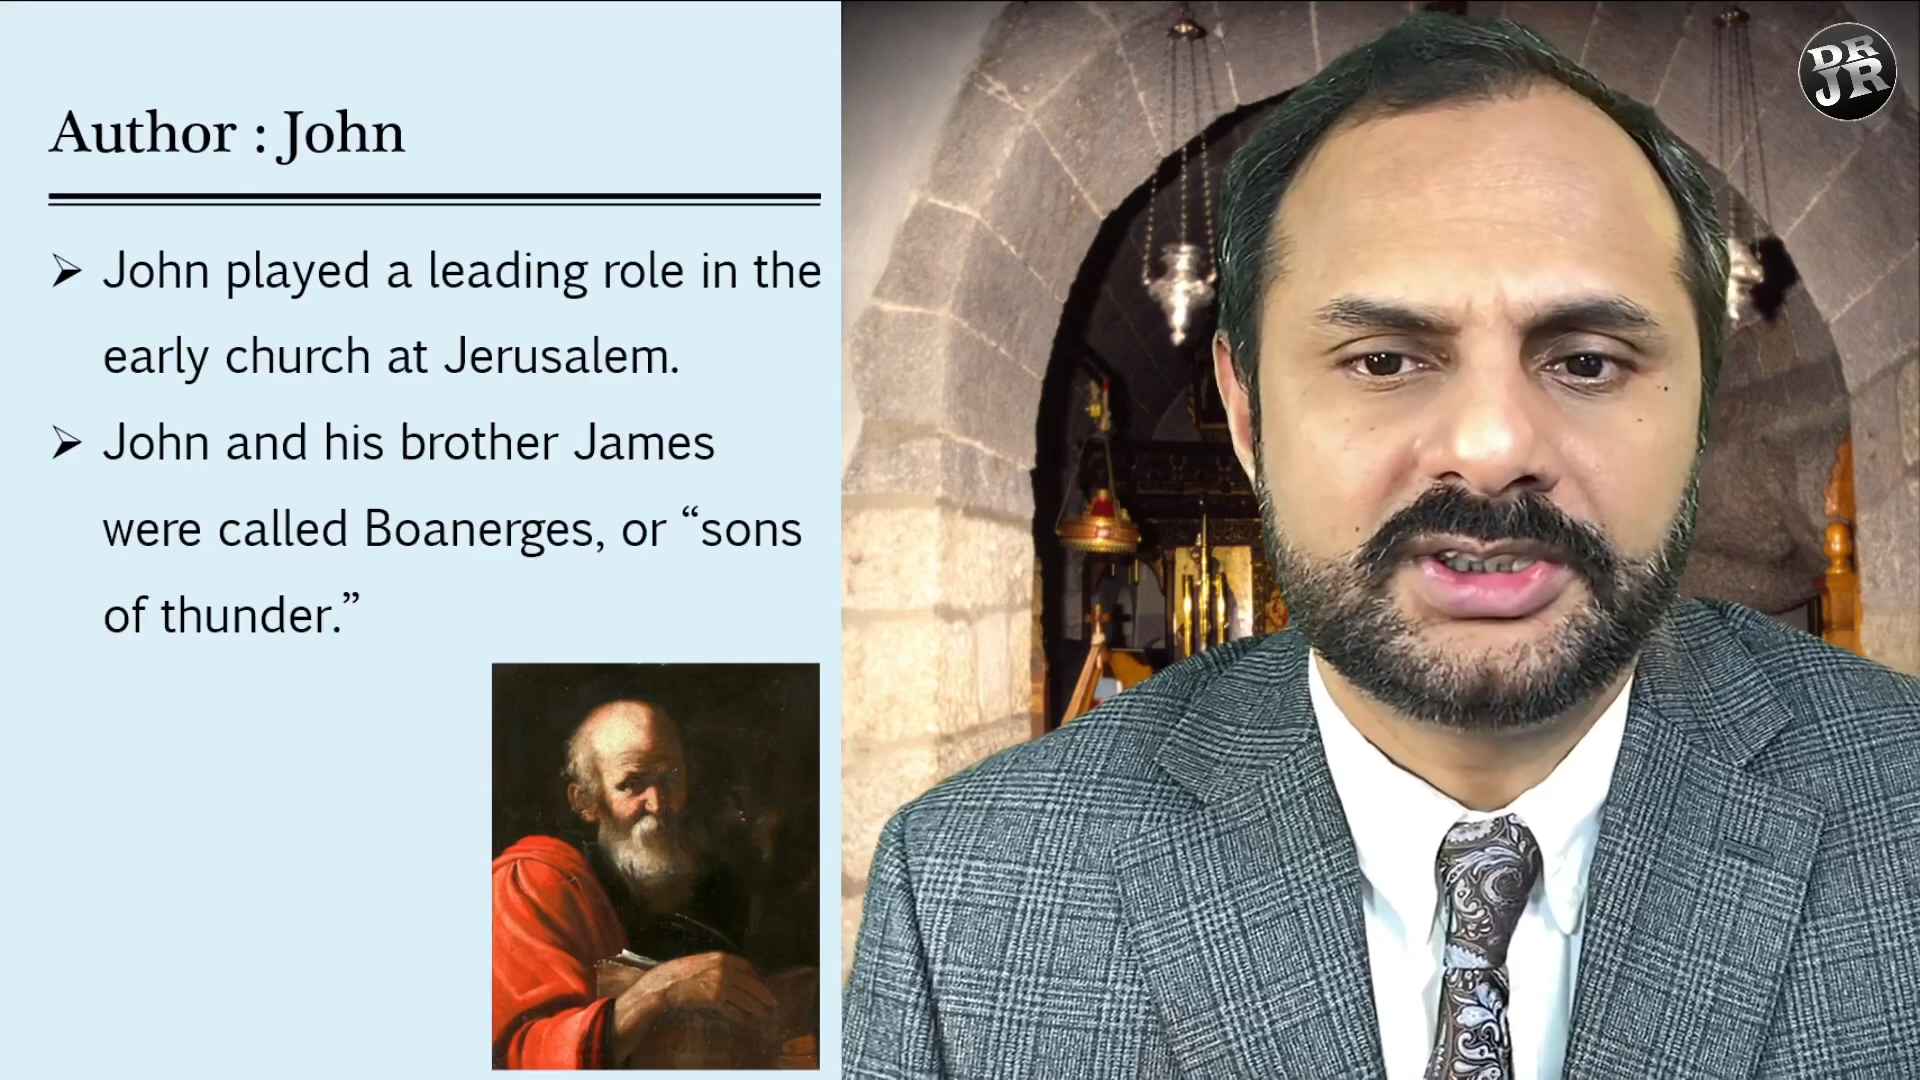 Author : John
➢ John played a leading role in the
early church at Jerusalem.
➢ John and his brother James
were called Boanerges, or “sons
of thunder.”
DR
JR